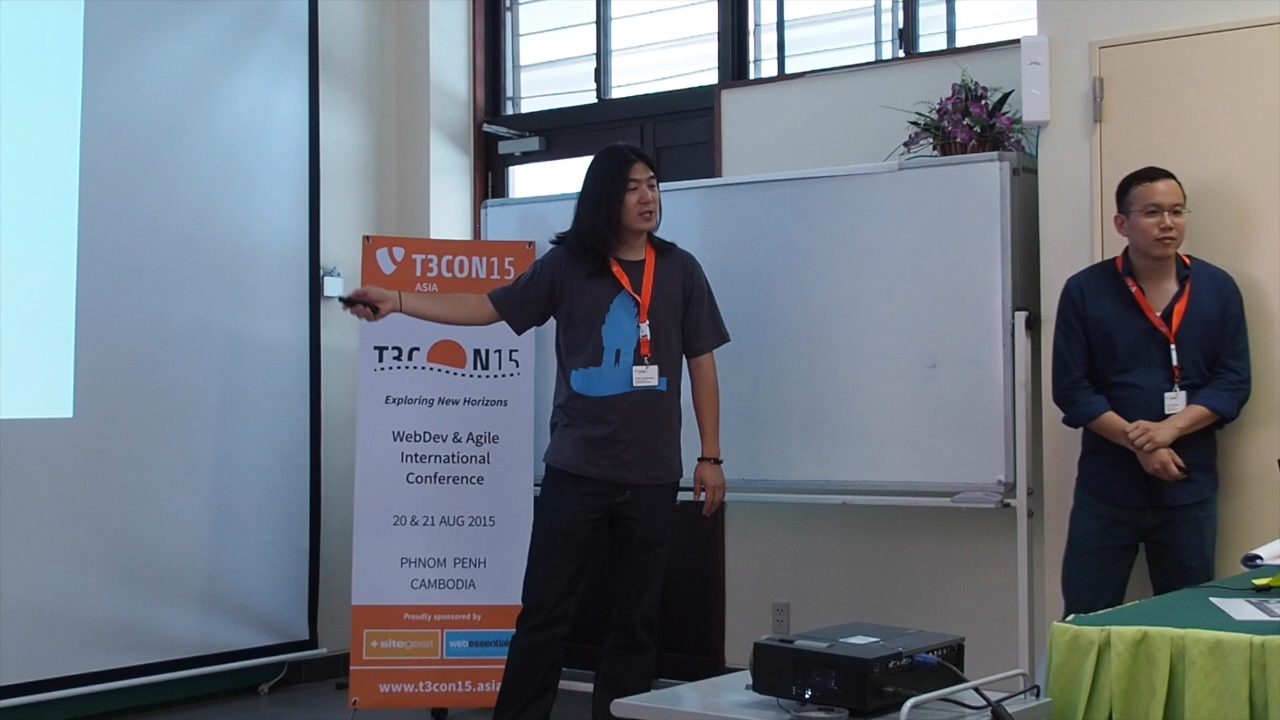 T3CON15
ASIA
T3C N15
Exploring New Horizons
WebDev & Agile
International
Conference
20 & 21 AUG 2015
PHNOM PENH
CAMBODIA
Proudly sponsored by
+sitegeist
webessentials
www.t3con15.asia